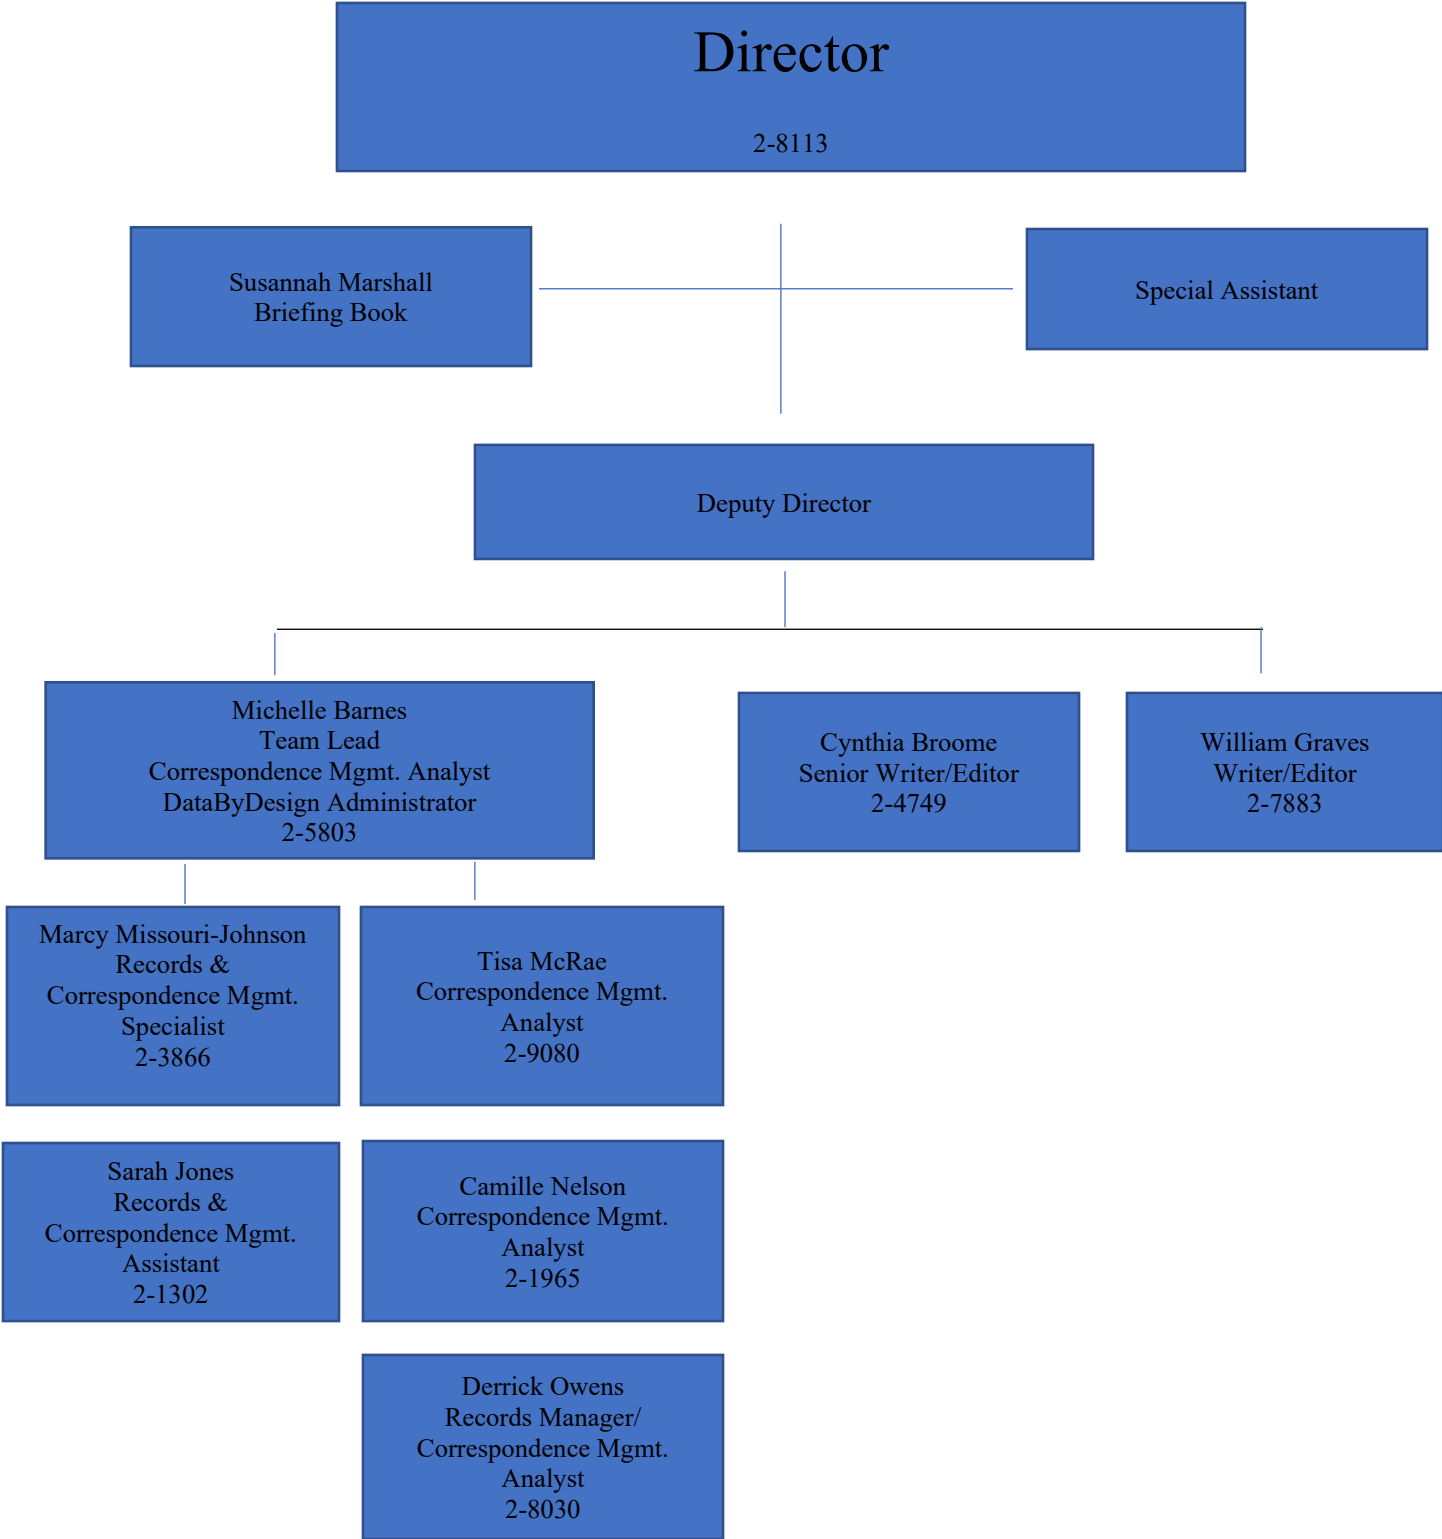 Director
2-8113
Susannah Marshall
Briefing Book
Special Assistant
Deputy Director
Michelle Barnes
Team Lead
Correspondence Mgmt. Analyst
DataByDesign Administrator
2-5803
Cynthia Broome
Senior Writer/Editor
2-4749
William Graves
Writer/Editor
2-7883
Marcy Missouri-Johnson
Records &
Correspondence Mgmt.
Specialist
2-3866
Tisa McRae
Correspondence Mgmt.
Analyst
2-9080
Sarah Jones
Records &
Correspondence Mgmt.
Assistant
2-1302
Camille Nelson
Correspondence Mgmt.
Analyst
2-1965
Derrick Owens
Records Manager/
Correspondence Mgmt.
Analyst
2-8030